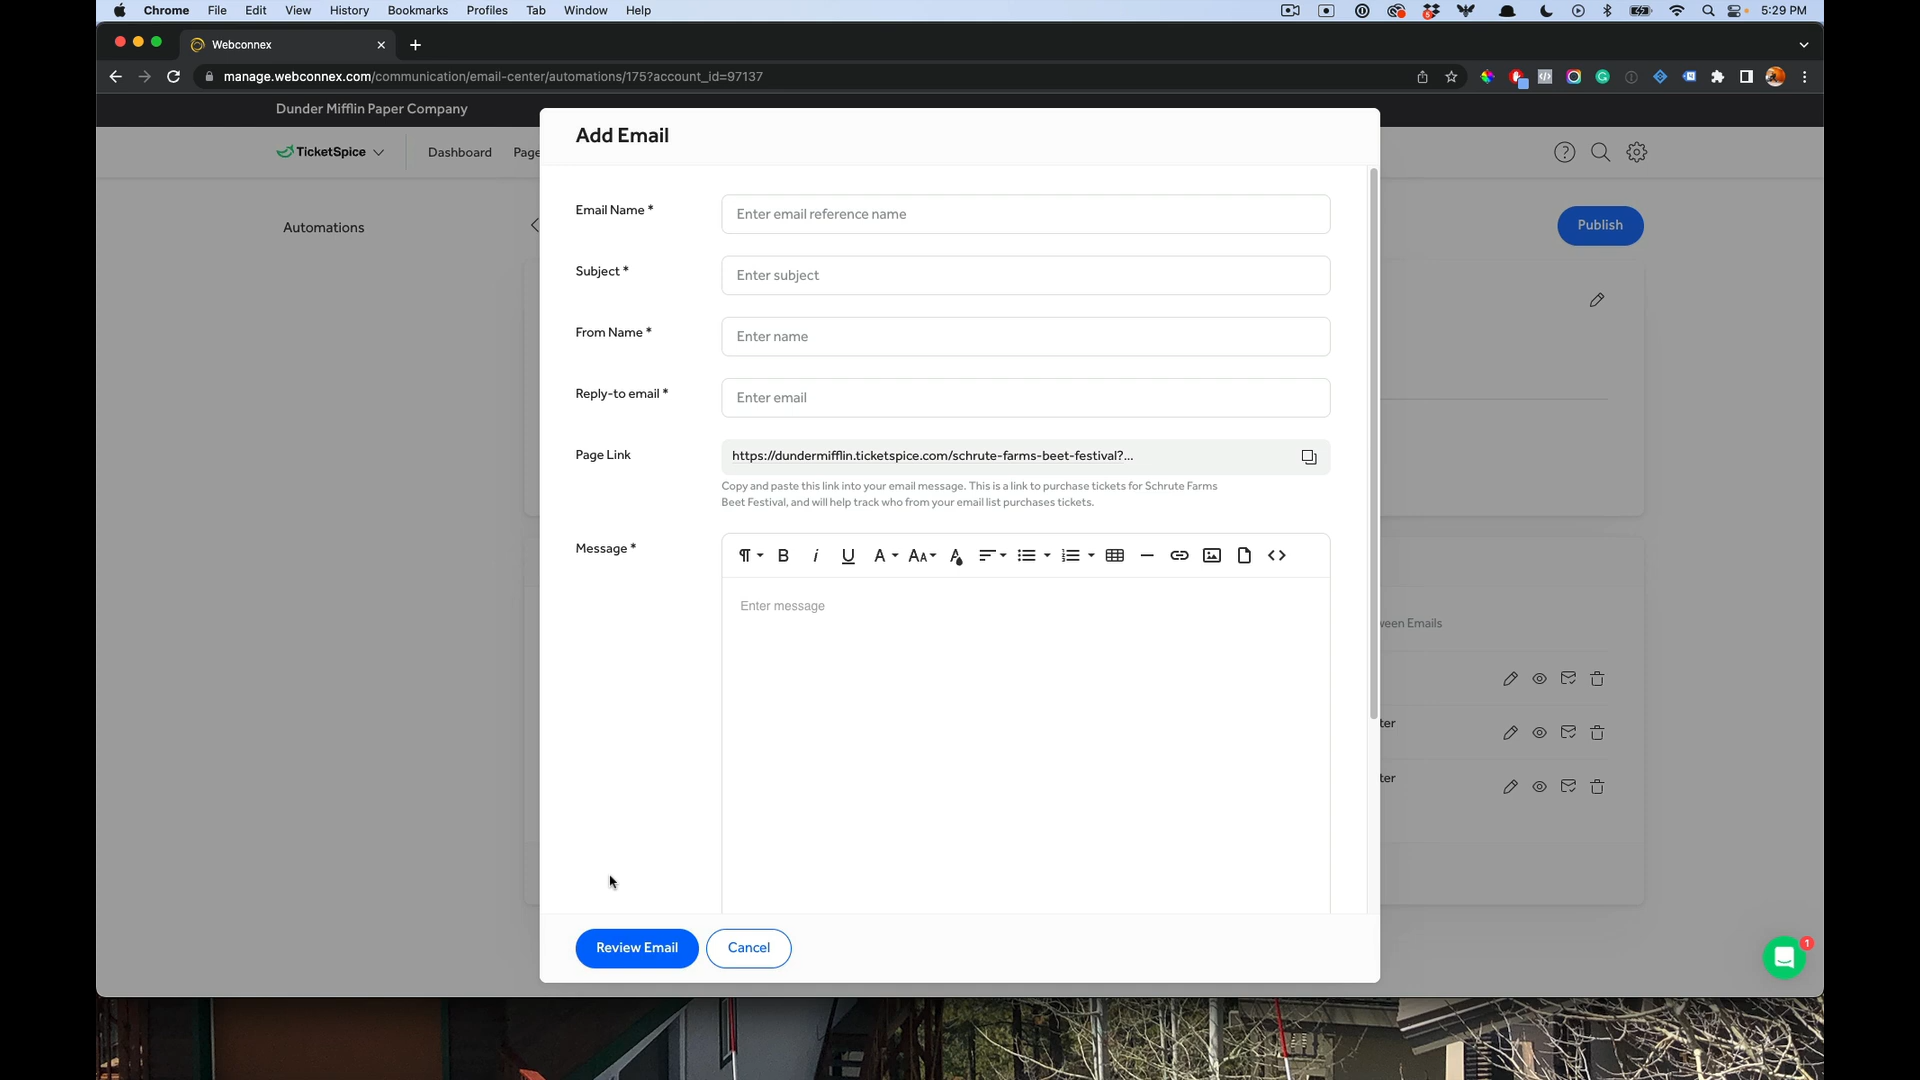 Chrome File Edit View History Bookmarks Profiles Tab Window Help 5:29 PM
Webconnex
manage.webconnex.com/communication/email-center/automations/175?account_id=97137
Dunder Mifflin Paper Company
TicketSpice Dashboard Page
Automations
Publish
Add Email
Email Name *
Enter email reference name
Subject *
Enter subject
From Name *
Enter name
Reply-to email *
Enter email
Page Link
https://dundermifflin.ticketspice.com/schrute-farms-beet-festival?...
Copy and paste this link into your email message. This is a link to purchase tickets for Schrute Farms
Beet Festival, and will help track who from your email list purchases tickets.
Message *
Enter message
ween Emails
ter
ter
Review Email
Cancel
1